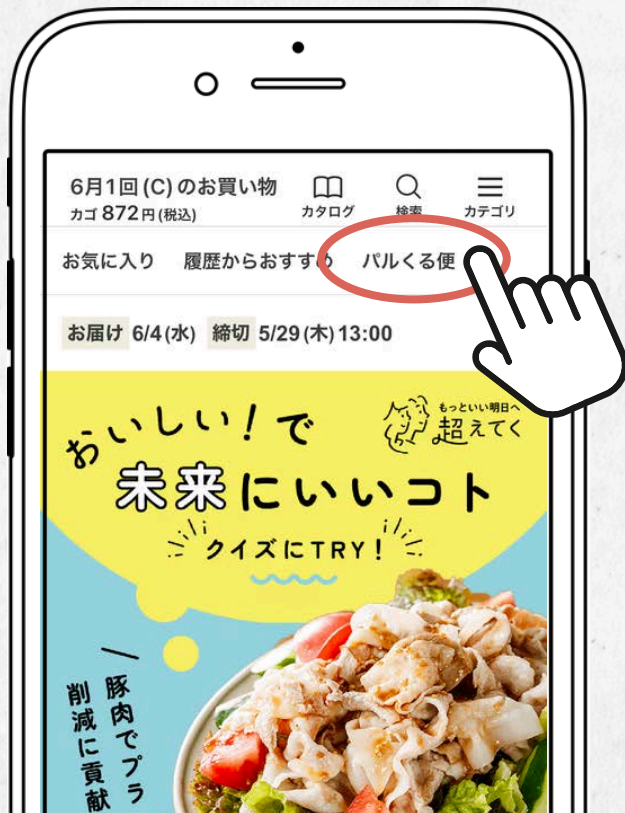 6月1回(C)のお買い物
カゴ 872円(税込)
カタログ
検索
カテゴリ
お気に入り 履歴からおすすめ パルくる便
お届け 6/4(水) 締切 5/29(木)13:00
もっといい明日へ
超えてく
おいしい!で
未来にいいコト
クイズにTRY!
豚肉でプラ
削減に貢献